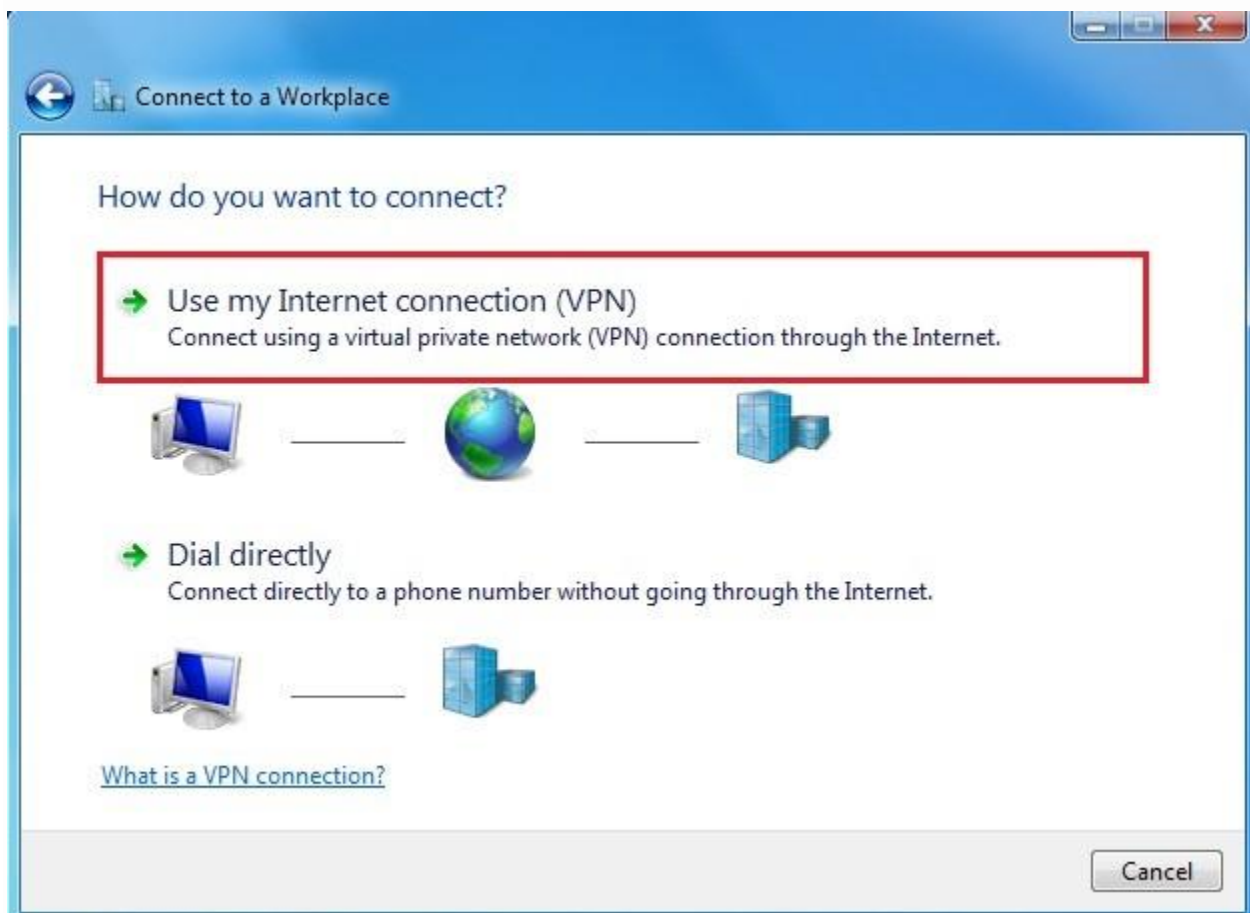 Connect to a Workplace
How do you want to connect?
Use my Internet connection (VPN)
Connect using a virtual private network (VPN) connection through the Internet.
Dial directly
Connect directly to a phone number without going through the Internet.
What is a VPN connection?
Cancel